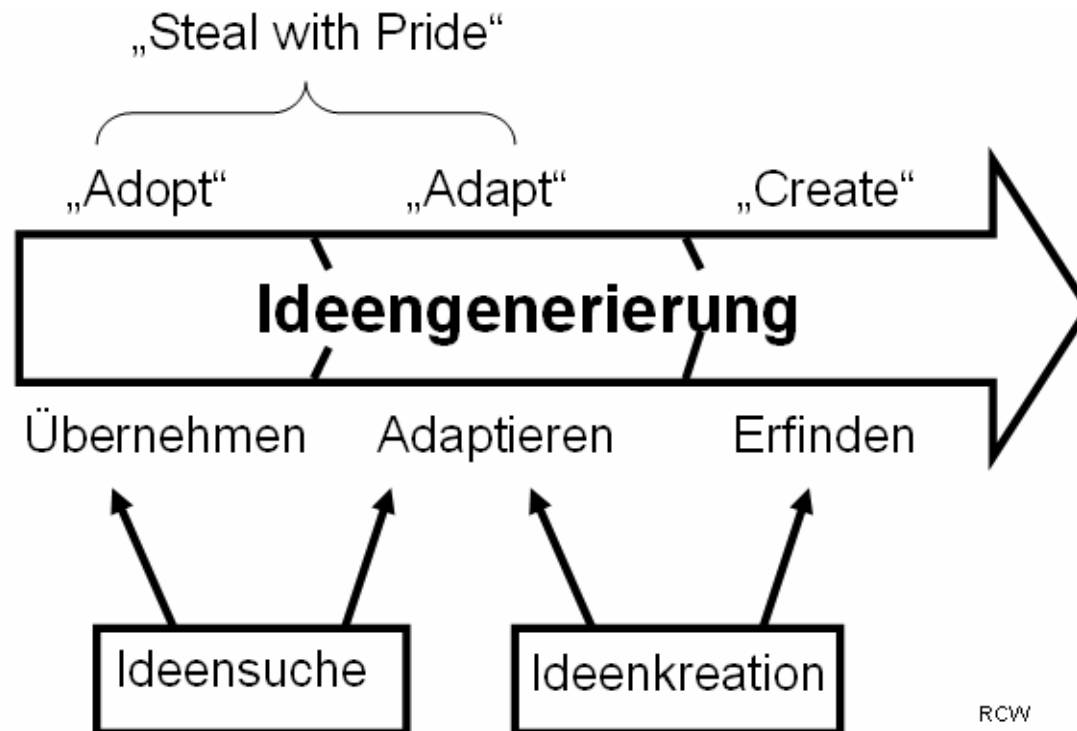 „Steal with Pride“
„Adopt“ „Adapt“ „Create“
Ideengenerierung
Übernehmen Adaptieren Erfinden
Ideensuche Ideenkreation
RCW